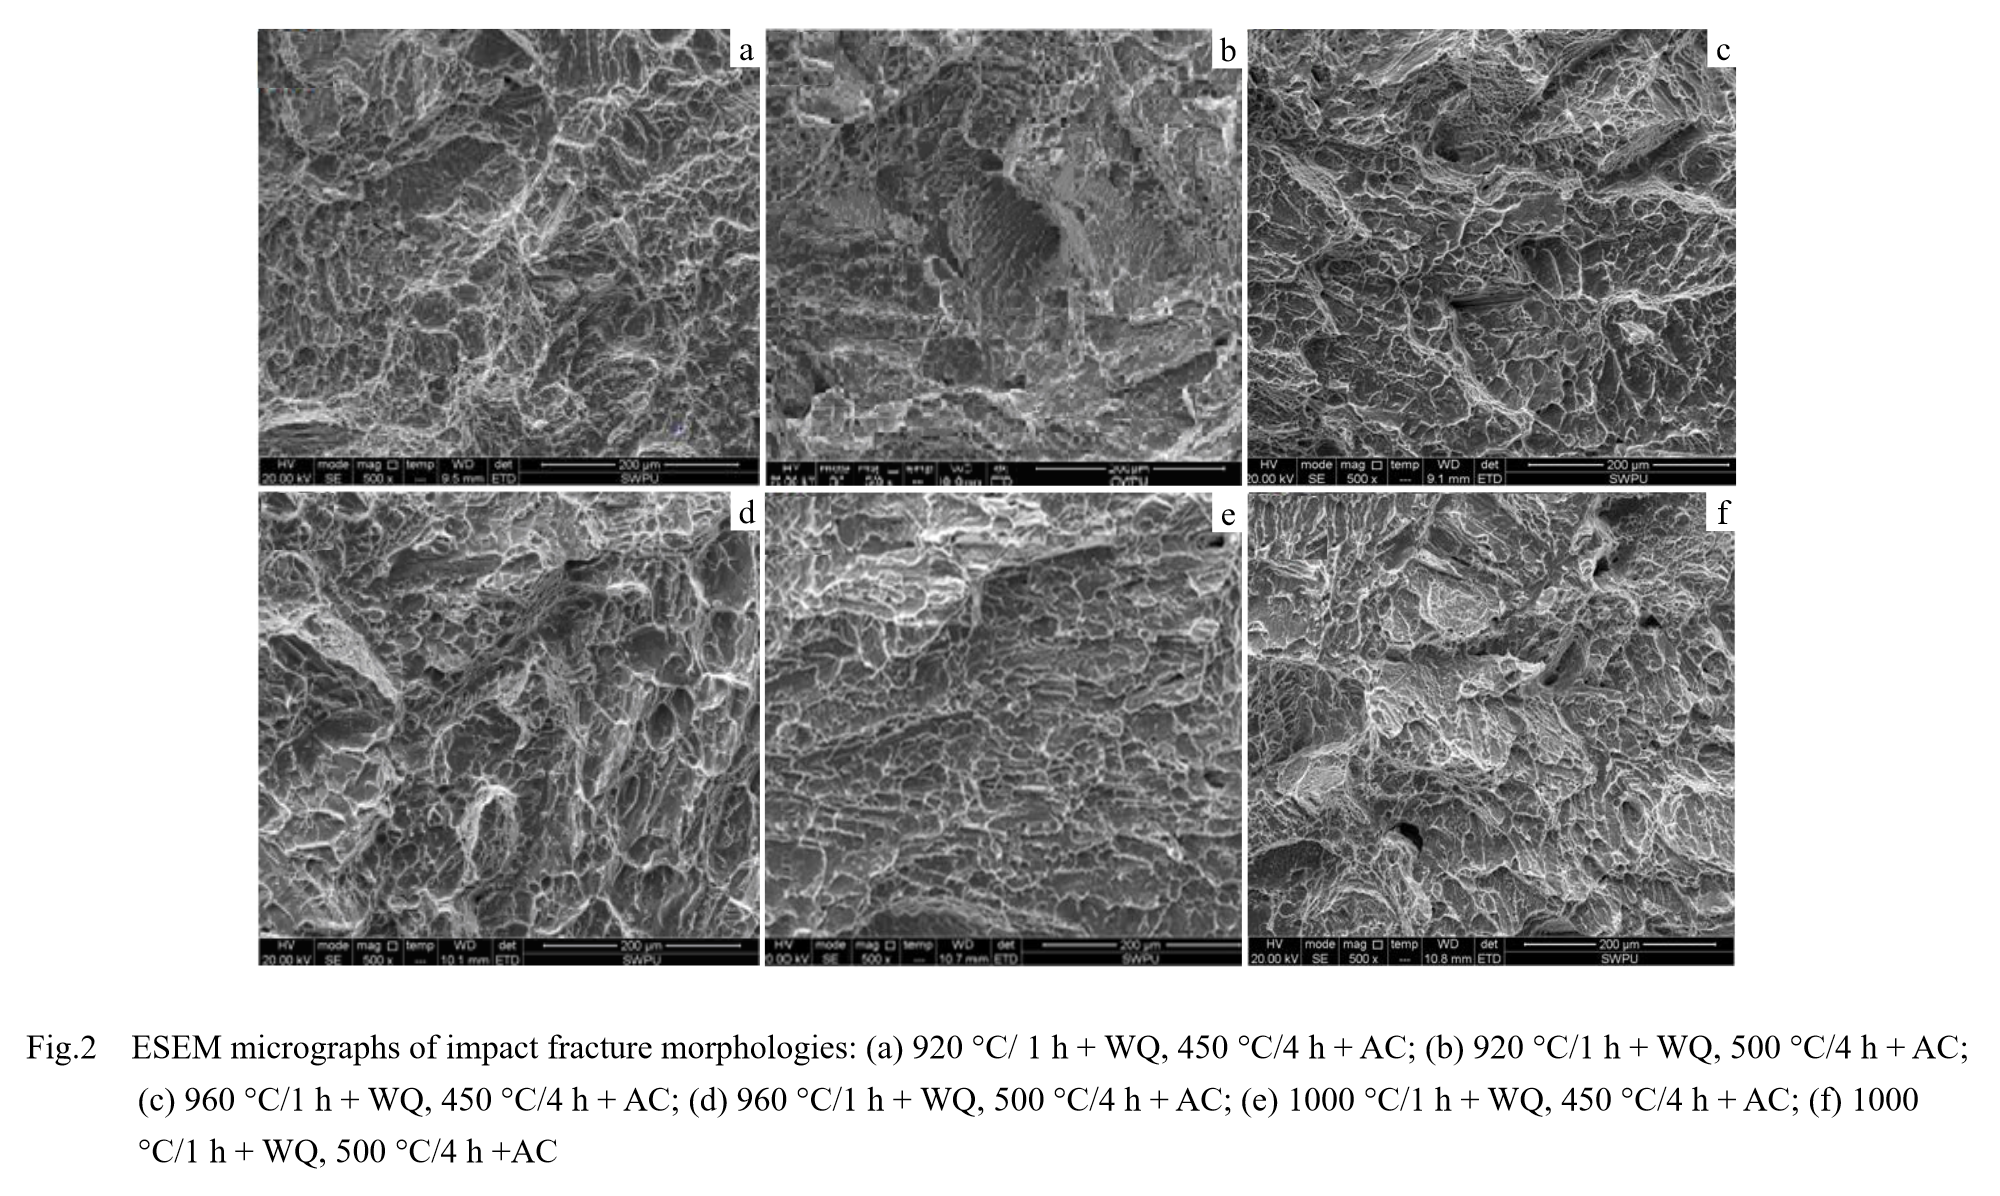 a
b
c
HV mode mag temp WD det 200 µm
20.00 kV SE 500 x --- 9.5 mm ETD SWPU
200 µm
HV mode mag temp WD det 200 µm
20.00 kV SE 500 x --- 9.1 mm ETD SWPU
d
e
f
HV mode mag temp WD det 200 µm
20.00 kV SE 500 x --- 10.1 mm ETD SWPU
HV mode mag temp WD det 200 µm
SE 500 x --- 10.7 mm ETD SWPU
HV mode mag temp WD det 200 µm
20.00 kV SE 500 x --- 10.8 mm ETD SWPU
Fig.2 ESEM micrographs of impact fracture morphologies: (a) 920 °C/ 1 h + WQ, 450 °C/4 h + AC; (b) 920 °C/1 h + WQ, 500 °C/4 h + AC;
(c) 960 °C/1 h + WQ, 450 °C/4 h + AC; (d) 960 °C/1 h + WQ, 500 °C/4 h + AC; (e) 1000 °C/1 h + WQ, 450 °C/4 h + AC; (f) 1000
°C/1 h + WQ, 500 °C/4 h +AC